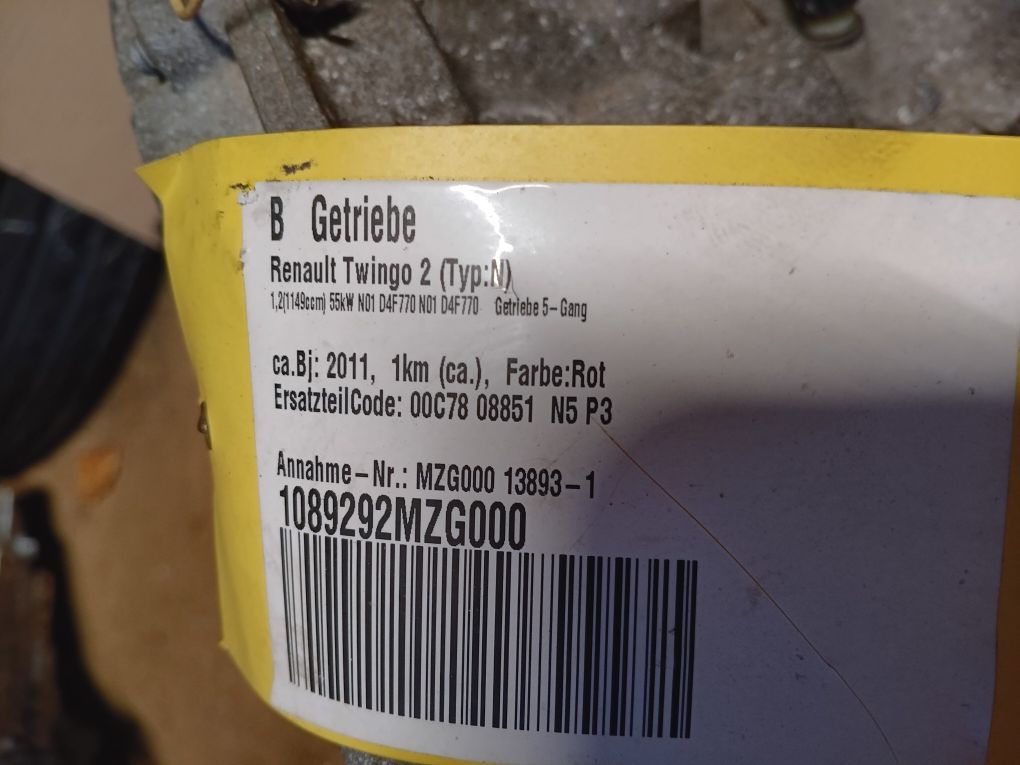 B Getriebe
Renault Twingo 2 (Typ:N)
1,2(1149ccm) 55kW N01 D4F770 N01 D4F770 Getriebe 5-Gang
ca.Bj: 2011, 1km (ca.), Farbe:Rot
ErsatzteilCode: 00C78 08851 N5 P3
Annahme-Nr.: MZG000 13893-1
1089292MZG000